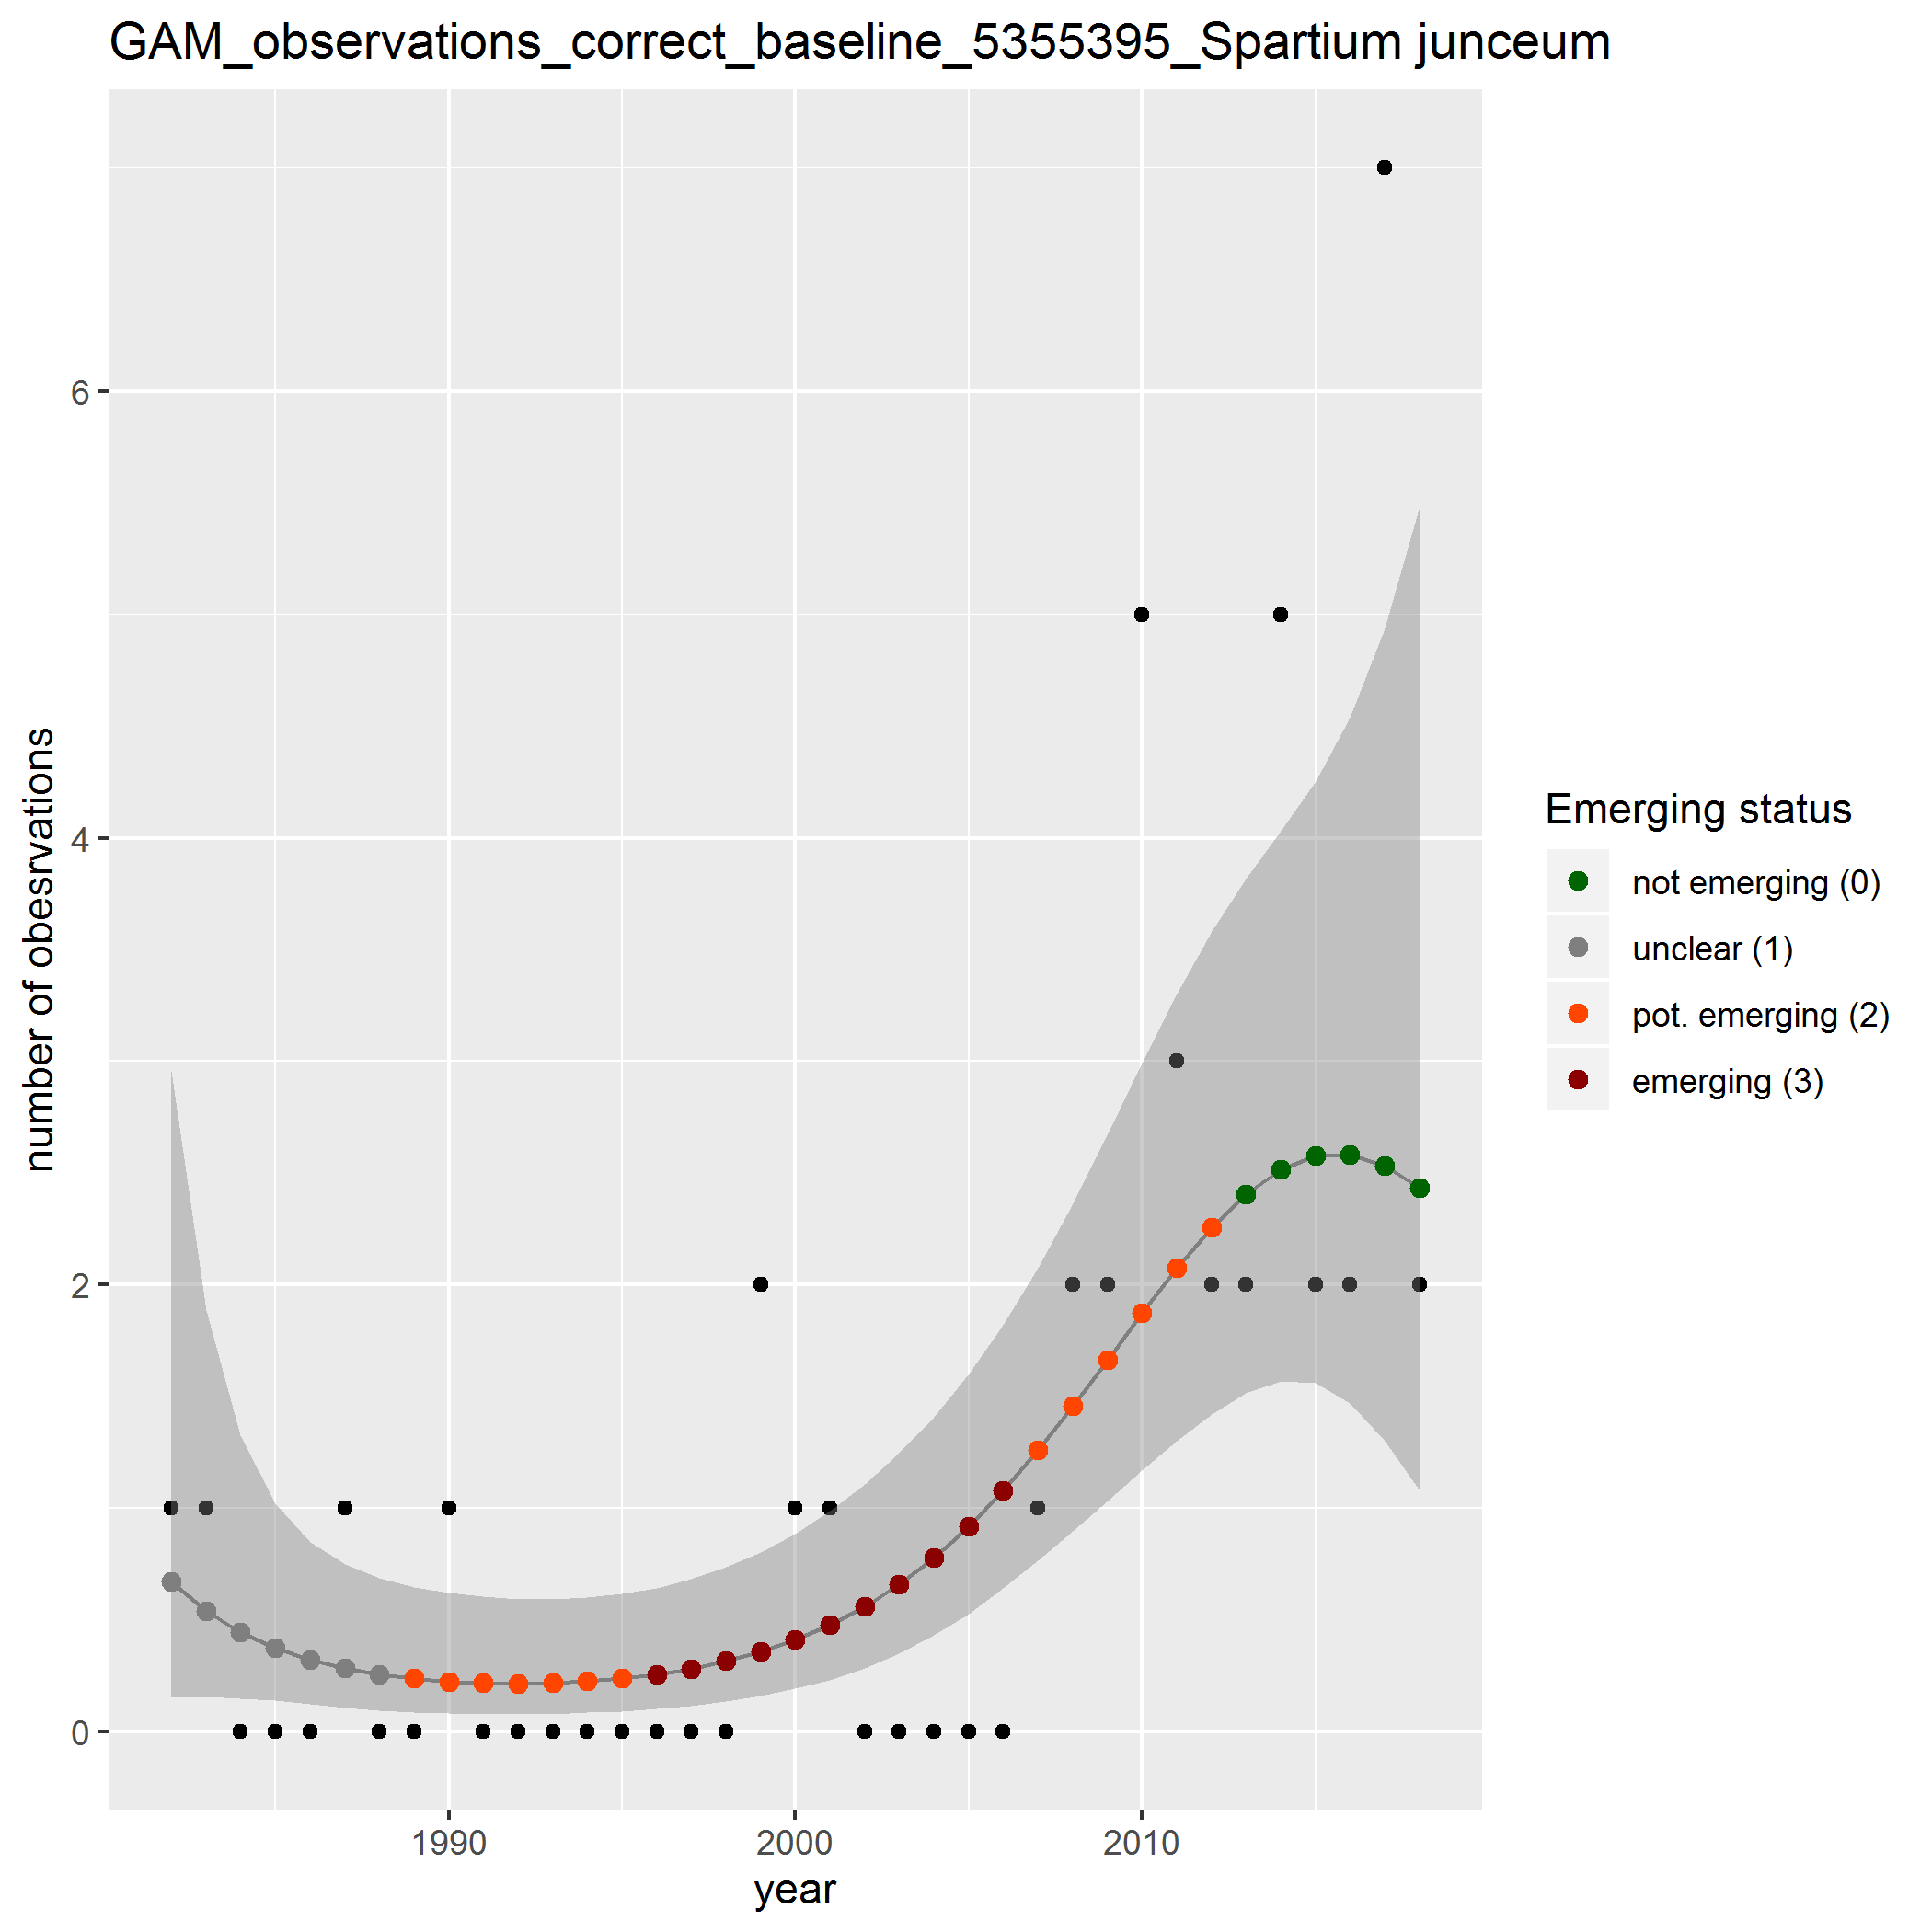 GAM_observations_correct_baseline_5355395_Spartium junceum
number of obesrvations
6
4
2
0
1990
2000
2010
year
Emerging status
not emerging (0)
unclear (1)
pot. emerging (2)
emerging (3)